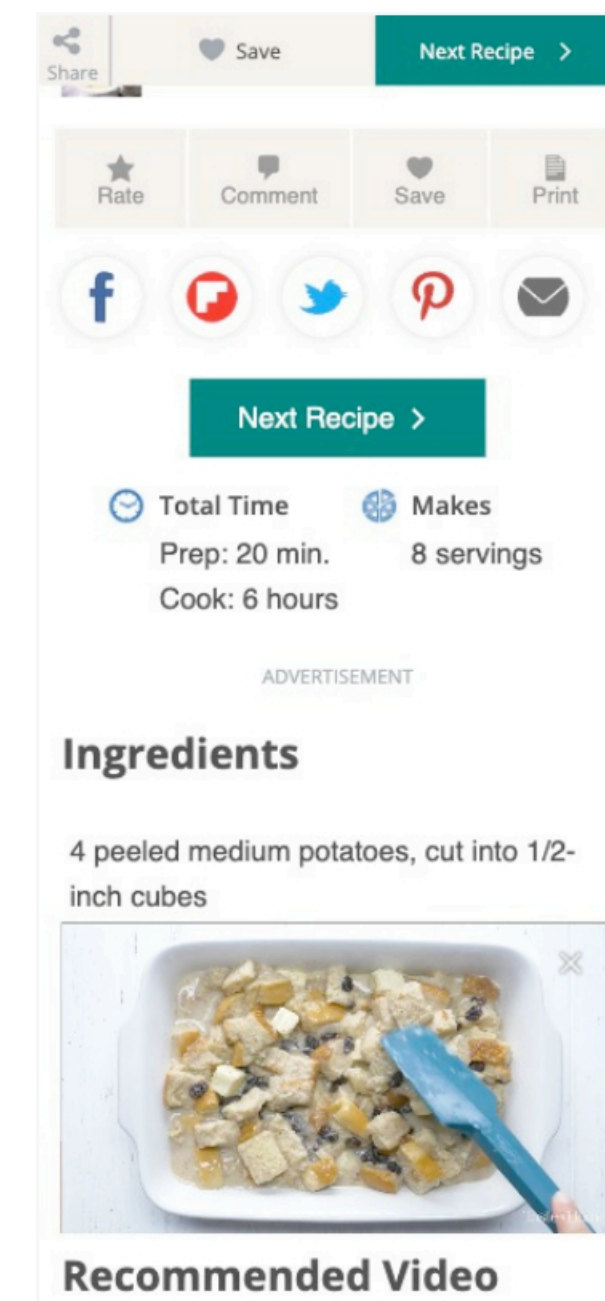 Share
Save
Next Recipe
Rate
Comment
Save
Print
Next Recipe
Total Time
Makes
Prep: 20 min.
8 servings
Cook: 6 hours
ADVERTISEMENT
Ingredients
4 peeled medium potatoes, cut into 1/2-
inch cubes
Recommended Video